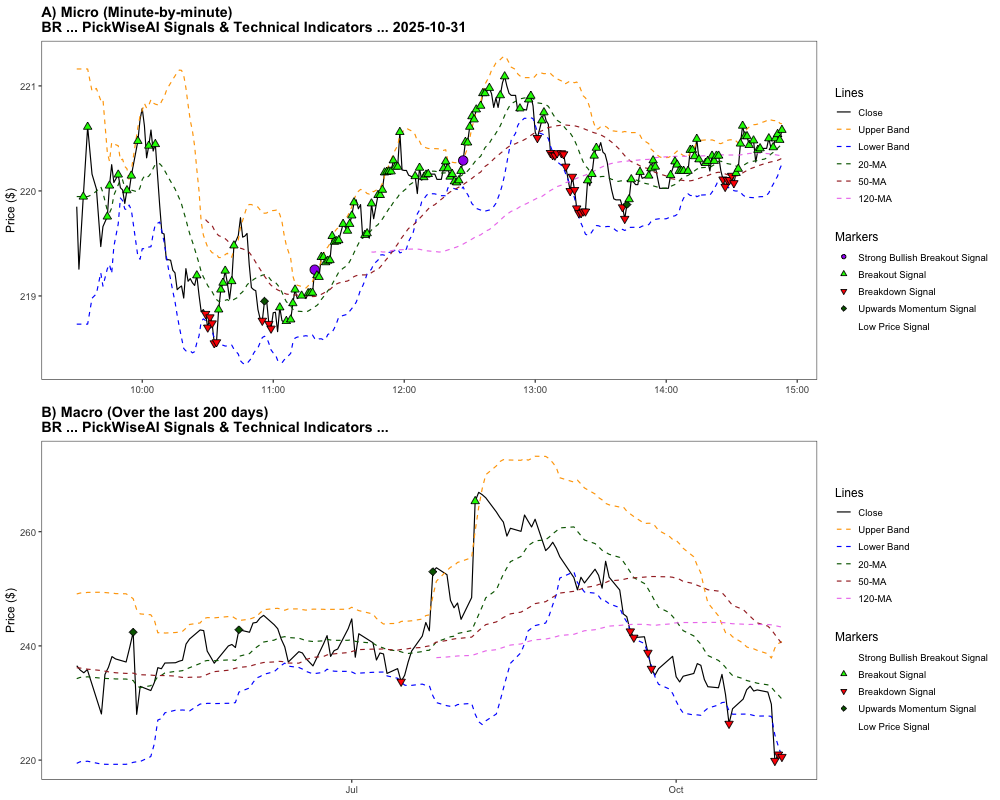 A) Micro (Minute-by-minute)
BR ... PickWiseAI Signals & Technical Indicators ... 2025-10-31
Price ($)
221
220
219
10:00
11:00
12:00
13:00
14:00
15:00
Lines
Close
Upper Band
Lower Band
20-MA
50-MA
120-MA
Markers
Strong Bullish Breakout Signal
Breakout Signal
Breakdown Signal
Upwards Momentum Signal
Low Price Signal
B) Macro (Over the last 200 days)
BR ... PickWiseAI Signals & Technical Indicators ...
Price ($)
260
240
220
Jul
Oct
Lines
Close
Upper Band
Lower Band
20-MA
50-MA
120-MA
Markers
Strong Bullish Breakout Signal
Breakout Signal
Breakdown Signal
Upwards Momentum Signal
Low Price Signal